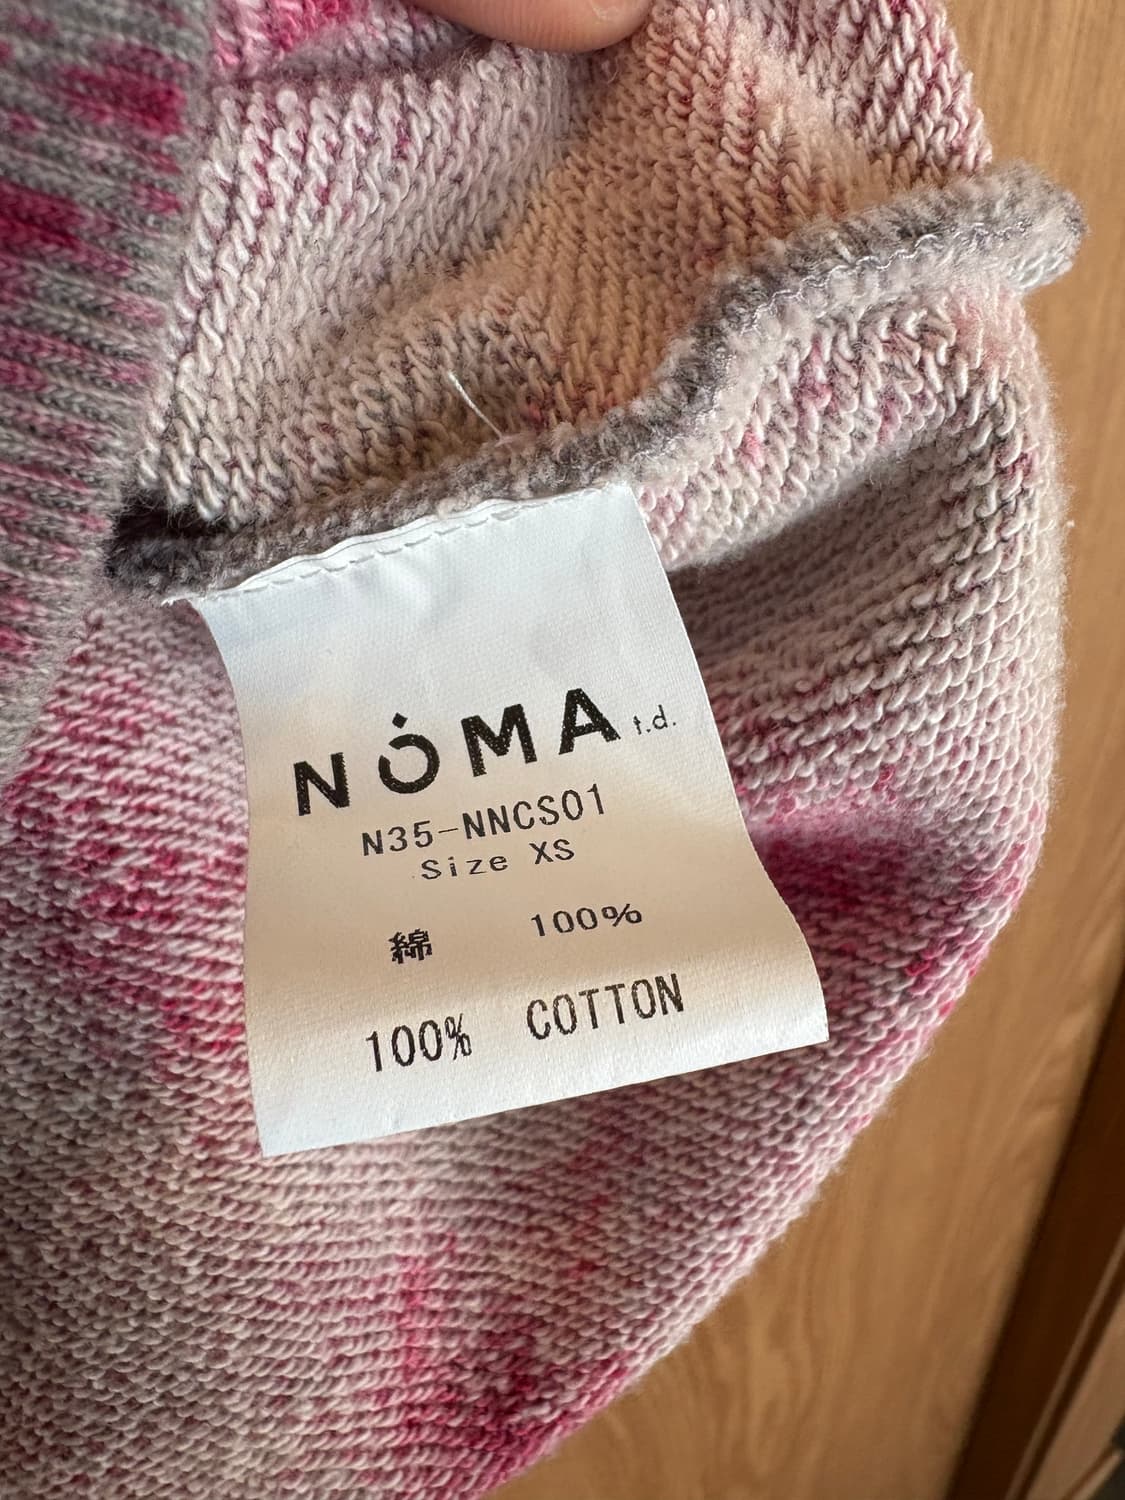 NOMA t.d.
N35-NNCS01
Size XS
綿 100%
100% COTTON